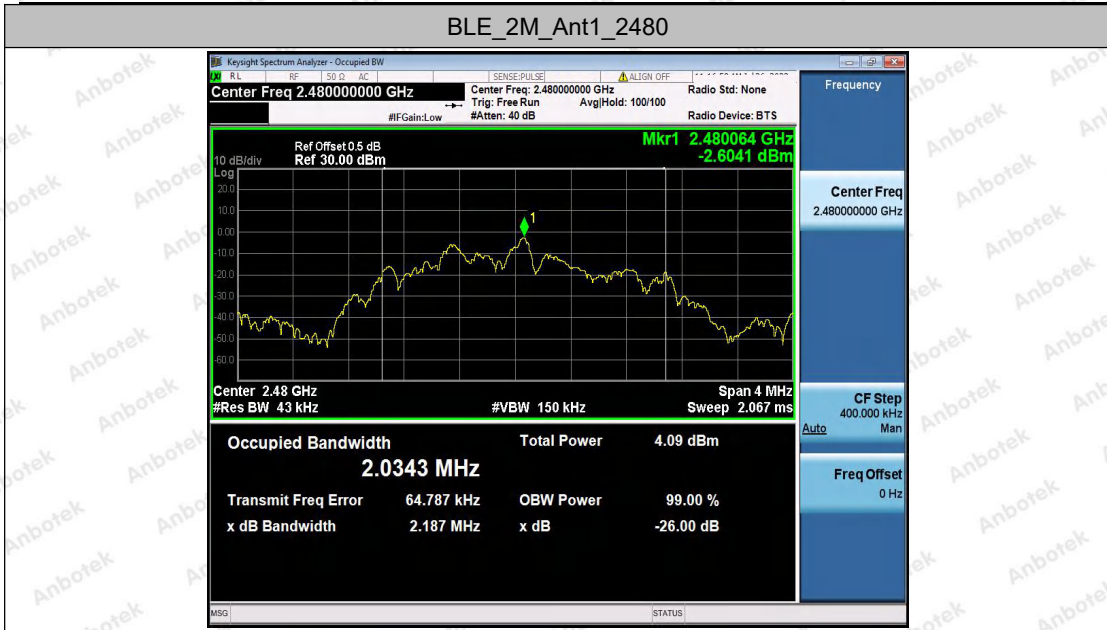 BLE_2M_Ant1_2480
Keysight Spectrum Analyzer - Occupied BW
RL RF 50 Ω AC SENSE:PULSE ALIGN OFF
Center Freq 2.480000000 GHz
Center Freq: 2.480000000 GHz Radio Std: None
Trig: Free Run Avg|Hold: 100/100
#IFGain:Low #Atten: 40 dB Radio Device: BTS
Frequency
Mkr1 2.480064 GHz
-2.6041 dBm
Ref Offset 0.5 dB
10 dB/div Ref 30.00 dBm
Log
20.0
10.0
0.00
-10.0
-20.0
-30.0
-40.0
-50.0
-60.0
1
Center 2.48 GHz Span 4 MHz
#Res BW 43 kHz #VBW 150 kHz Sweep 2.067 ms
Center Freq
2.480000000 GHz
CF Step
400.000 kHz
Auto Man
Freq Offset
0 Hz
Occupied Bandwidth Total Power 4.09 dBm
2.0343 MHz
Transmit Freq Error 64.787 kHz OBW Power 99.00 %
x dB Bandwidth 2.187 MHz x dB -26.00 dB
MSG STATUS
Anbotek